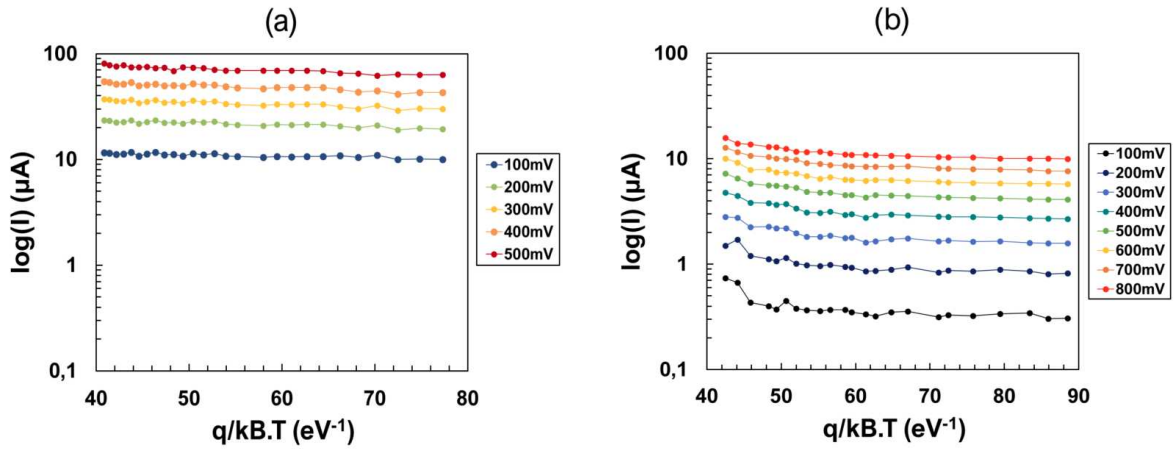 (a)
100
10
1
0,1
log(I) (μA)
40 50 60 70 80
q/kB.T (eV⁻¹)
100mV
200mV
300mV
400mV
500mV
(b)
100
10
1
0,1
log(I) (μA)
40 50 60 70 80 90
q/kB.T (eV⁻¹)
100mV
200mV
300mV
400mV
500mV
600mV
700mV
800mV